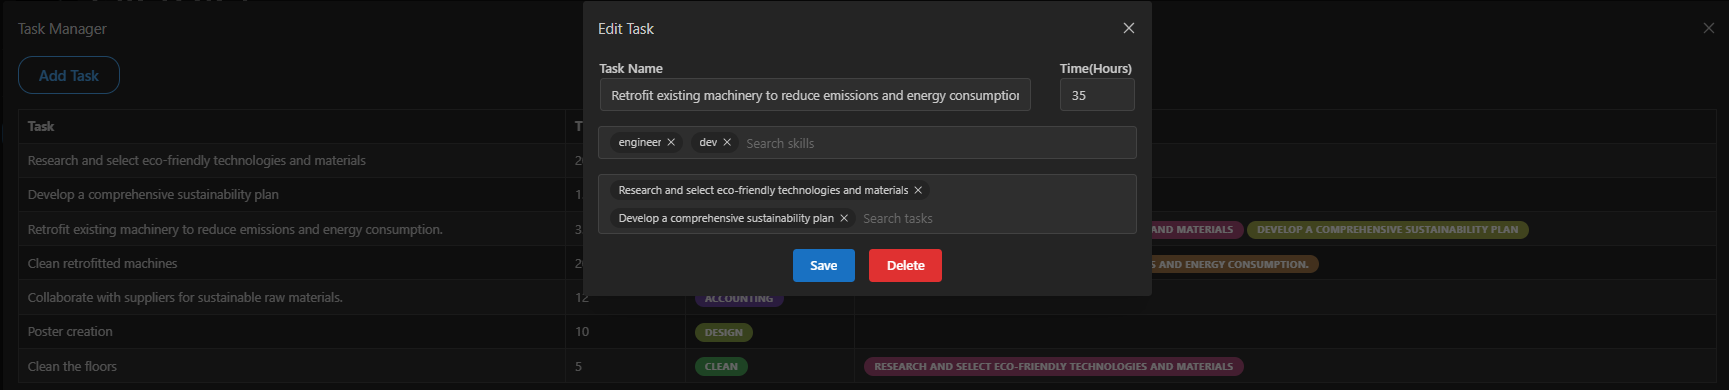 Task Manager
Edit Task
Add Task
Task Name Time(Hours)
Retrofit existing machinery to reduce emissions and energy consumption 35
Task
engineer dev Search skills
Research and select eco-friendly technologies and materials
Develop a comprehensive sustainability plan
Research and select eco-friendly technologies and materials
Develop a comprehensive sustainability plan Search tasks
Retrofit existing machinery to reduce emissions and energy consumption. AND MATERIALS DEVELOP A COMPREHENSIVE SUSTAINABILITY PLAN
Clean retrofitted machines AND ENERGY CONSUMPTION.
Save Delete
Collaborate with suppliers for sustainable raw materials. 12 ACCOUNTING
Poster creation 10 DESIGN
Clean the floors 5 CLEAN RESEARCH AND SELECT ECO-FRIENDLY TECHNOLOGIES AND MATERIALS